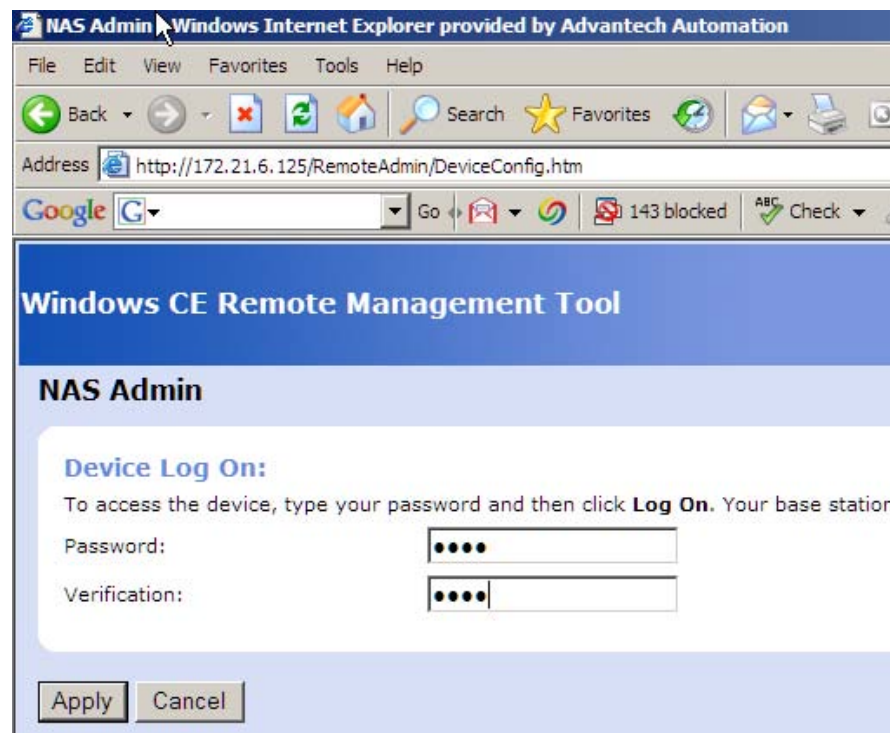 NAS Admin - Windows Internet Explorer provided by Advantech Automation
File Edit View Favorites Tools Help
Back Search Favorites
Address http://172.21.6.125/RemoteAdmin/DeviceConfig.htm
Google G Go 143 blocked ABC Check
Windows CE Remote Management Tool
NAS Admin
Device Log On:
To access the device, type your password and then click Log On. Your base station
Password: ••••
Verification: ••••
Apply Cancel